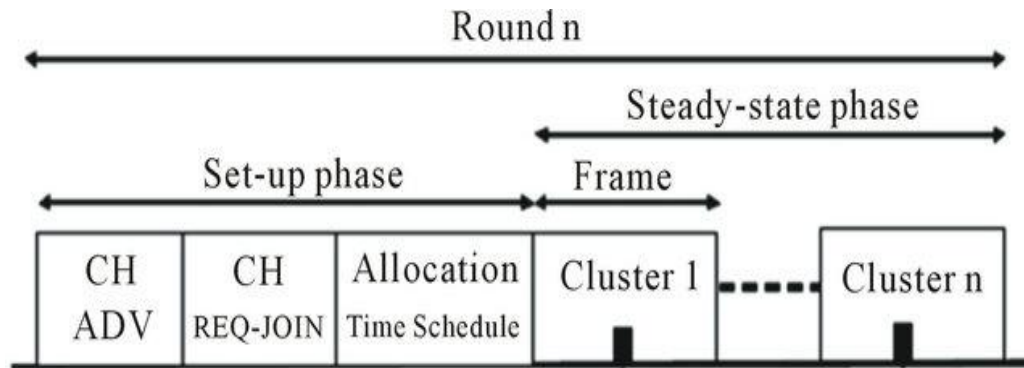 Round n
Steady-state phase
Set-up phase
Frame
CH
ADV
CH
REQ-JOIN
Allocation
Time Schedule
Cluster 1
Cluster n